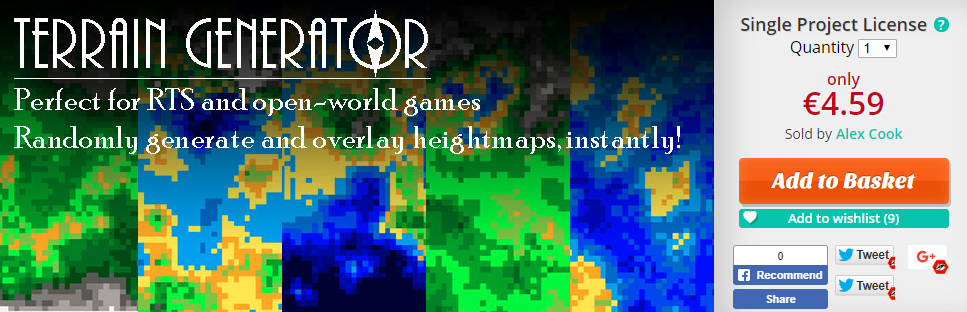 TERRAIN GENERATOR
Perfect for RTS and open-world games
Randomly generate and overlay heightmaps, instantly!
Single Project License ?
Quantity 1
only
€4.59
Sold by Alex Cook
Add to Basket
Add to wishlist (9)
0
Recommend
Share
Tweet
Tweet
G+